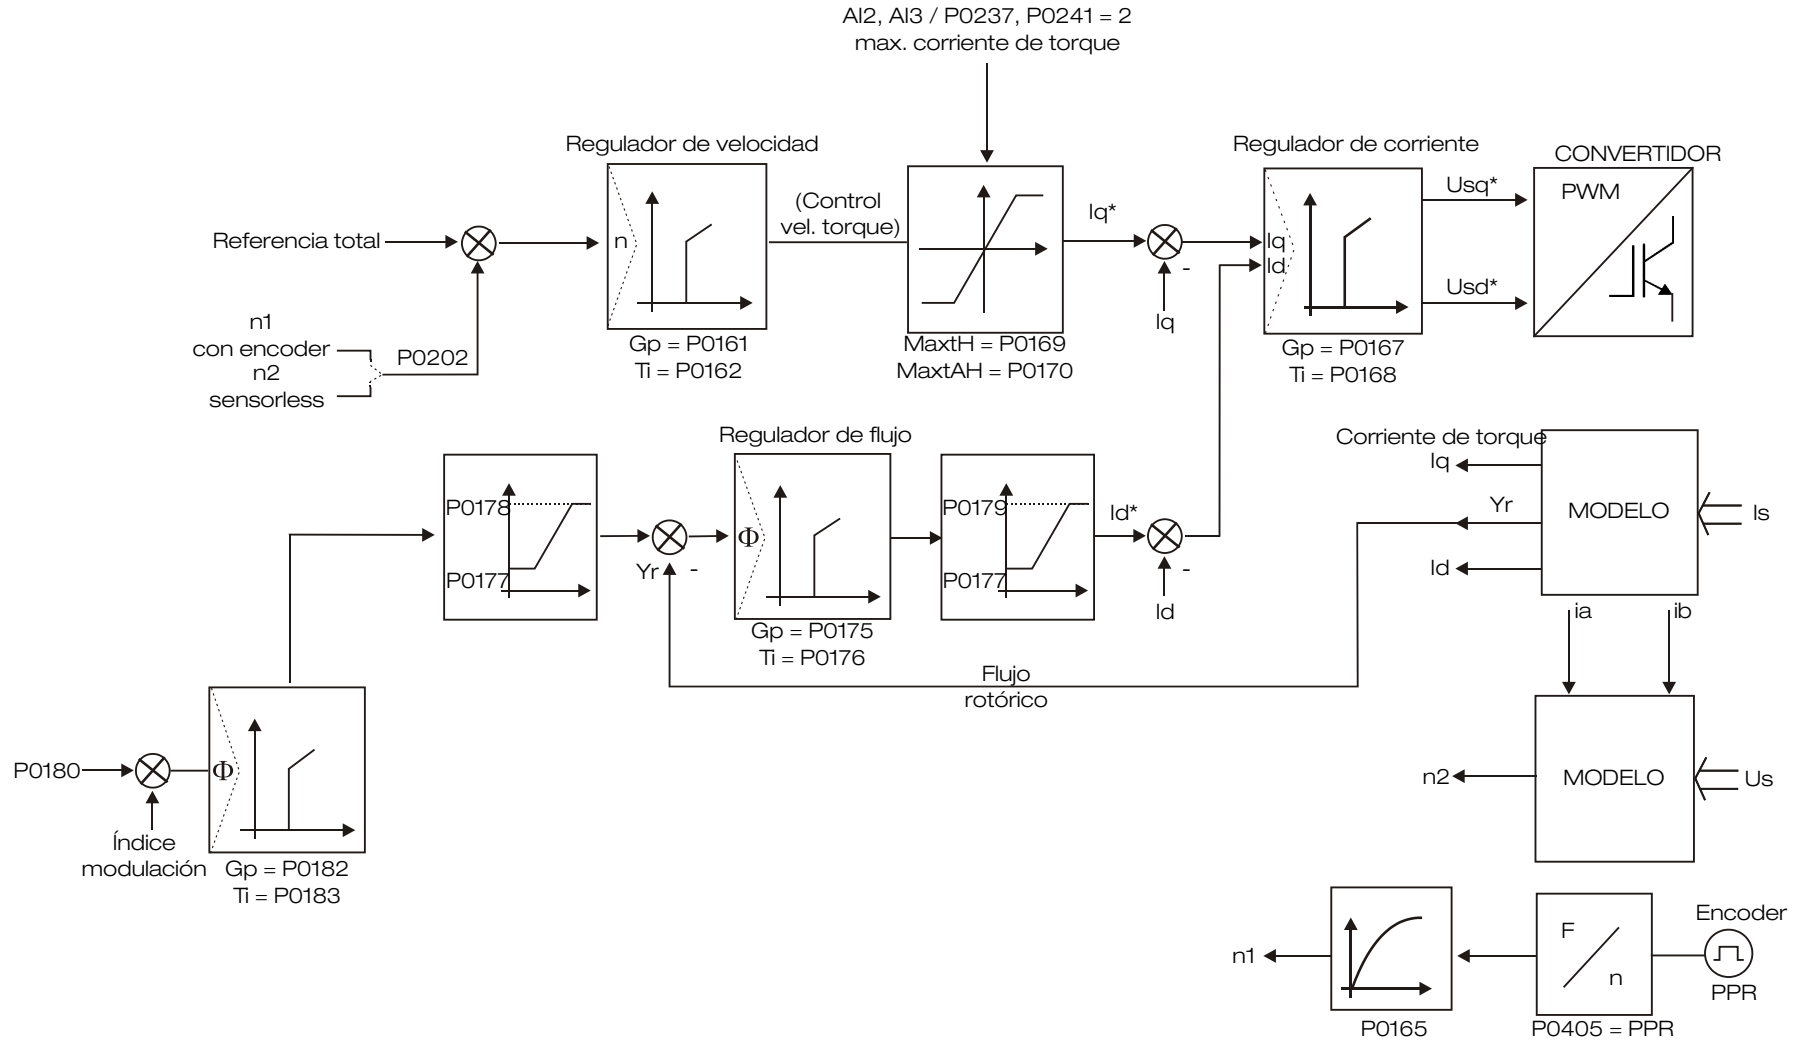 AI2, AI3 / P0237, P0241 = 2
max. corriente de torque
Regulador de velocidad
Regulador de corriente
CONVERTIDOR
PWM
Usq*
(Control
vel. torque)
Iq*
Referencia total
n
Iq
Id
-
Usd*
Iq
n1
con encoder
n2
sensorless
P0202
Gp = P0161
Ti = P0162
MaxtH = P0169
MaxtAH = P0170
Gp = P0167
Ti = P0168
Regulador de flujo
Corriente de torque
Iq
Yr
Id
MODELO
Is
P0178
P0177
Yr
-
Φ
P0179
P0177
Id*
-
Id
Gp = P0175
Ti = P0176
ia
ib
Flujo
rotórico
P0180
Φ
Índice
modulación
Gp = P0182
Ti = P0183
n2
MODELO
Us
Encoder
n1
F
n
PPR
P0165
P0405 = PPR